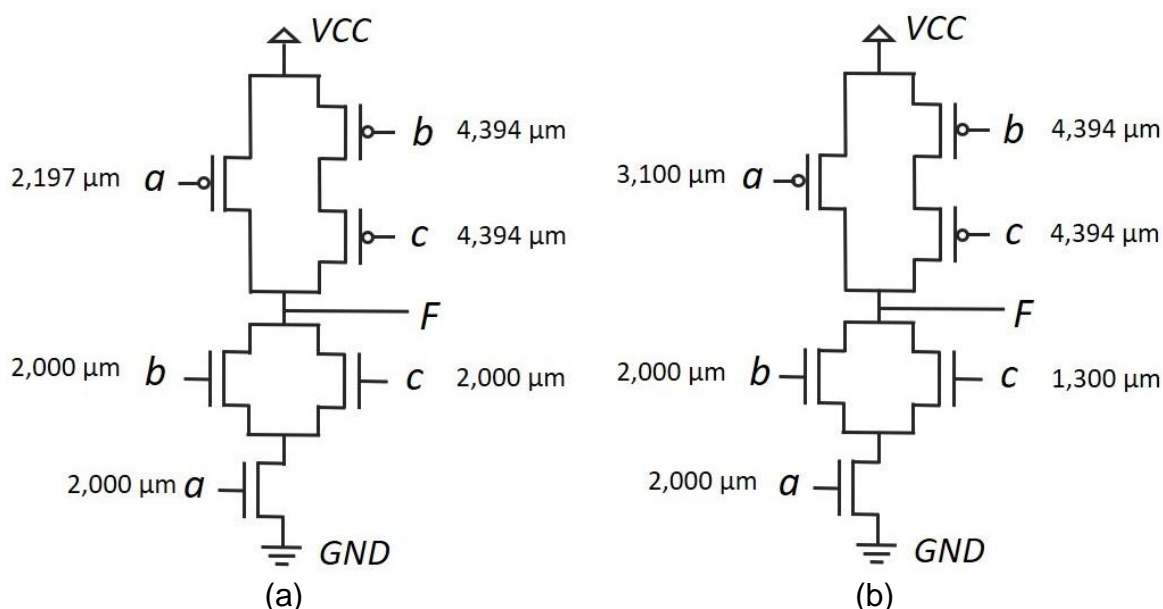 VCC
b 4,394 µm
2,197 µm a
c 4,394 µm
F
2,000 µm b
c 2,000 µm
2,000 µm a
GND
(a)
VCC
b 4,394 µm
3,100 µm a
c 4,394 µm
F
2,000 µm b
c 1,300 µm
2,000 µm a
GND
(b)